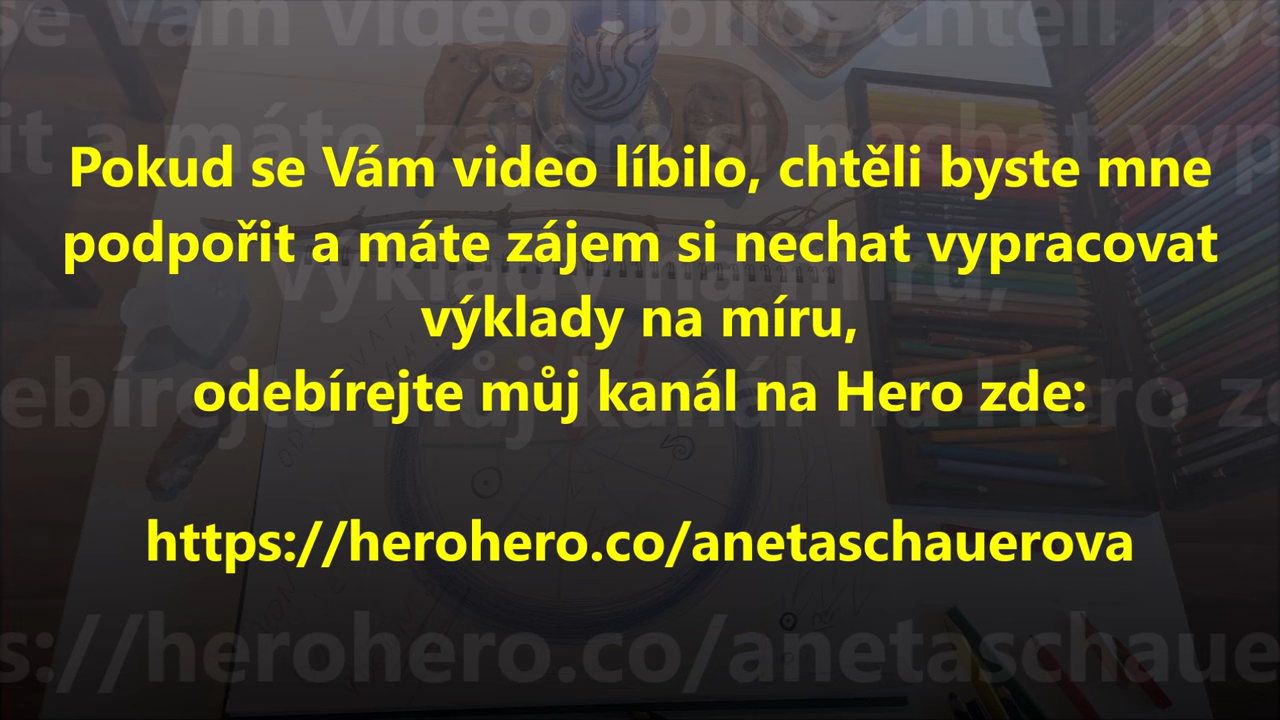 Pokud se Vám video líbilo, chtěli byste mne
podpořit a máte zájem si nechat vypracovat
výklady na míru,
odebírejte můj kanál na Hero zde:
https://herohero.co/anetaschauerova